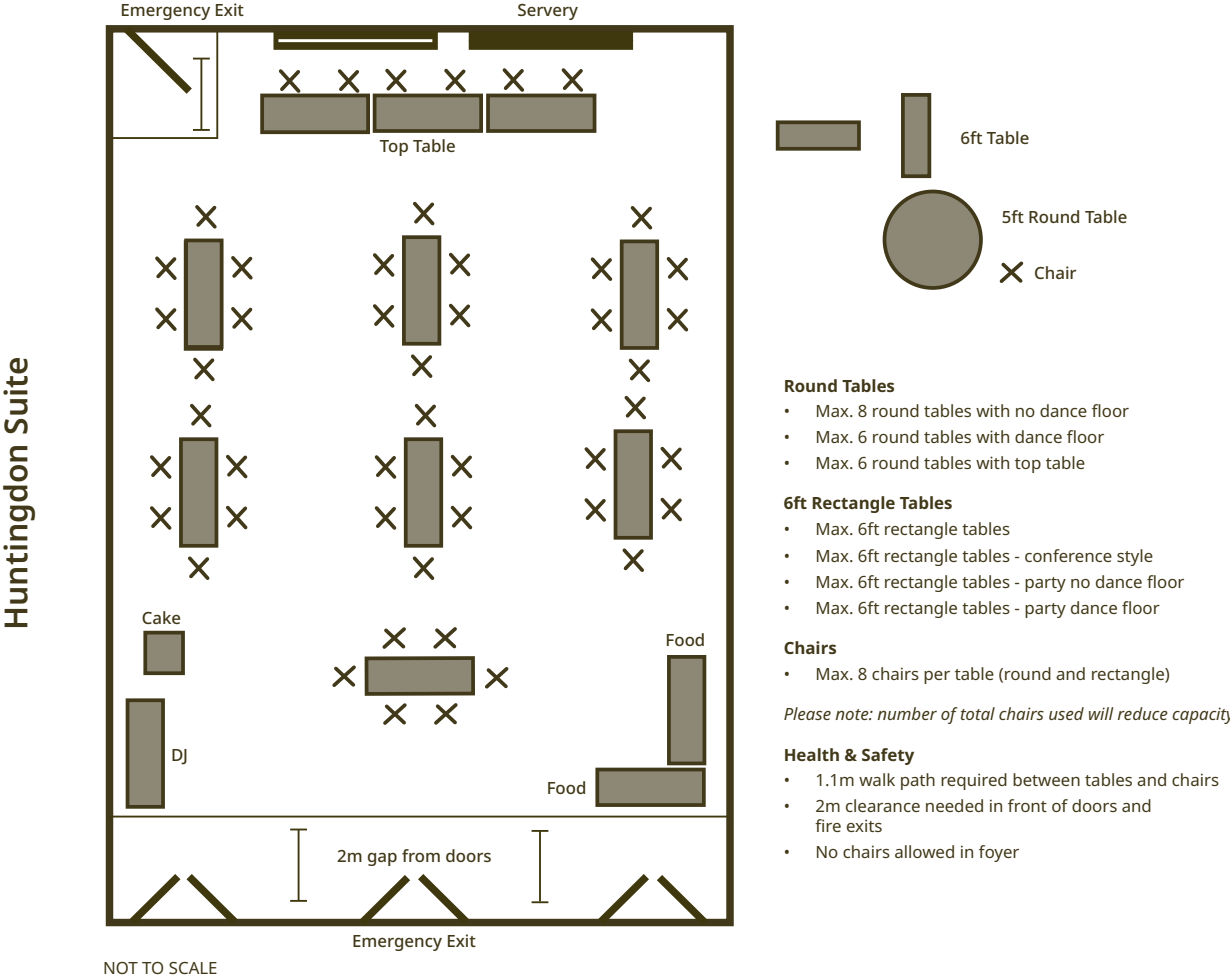 Emergency Exit
Servery
Top Table
6ft Table
5ft Round Table
Chair
Huntingdon Suite
Round Tables
• Max. 8 round tables with no dance floor
• Max. 6 round tables with dance floor
• Max. 6 round tables with top table
6ft Rectangle Tables
• Max. 6ft rectangle tables
• Max. 6ft rectangle tables - conference style
• Max. 6ft rectangle tables - party no dance floor
• Max. 6ft rectangle tables - party dance floor
Chairs
• Max. 8 chairs per table (round and rectangle)
Please note: number of total chairs used will reduce capacity
Health & Safety
• 1.1m walk path required between tables and chairs
• 2m clearance needed in front of doors and
fire exits
• No chairs allowed in foyer
Cake
Food
DJ
Food
2m gap from doors
Emergency Exit
NOT TO SCALE